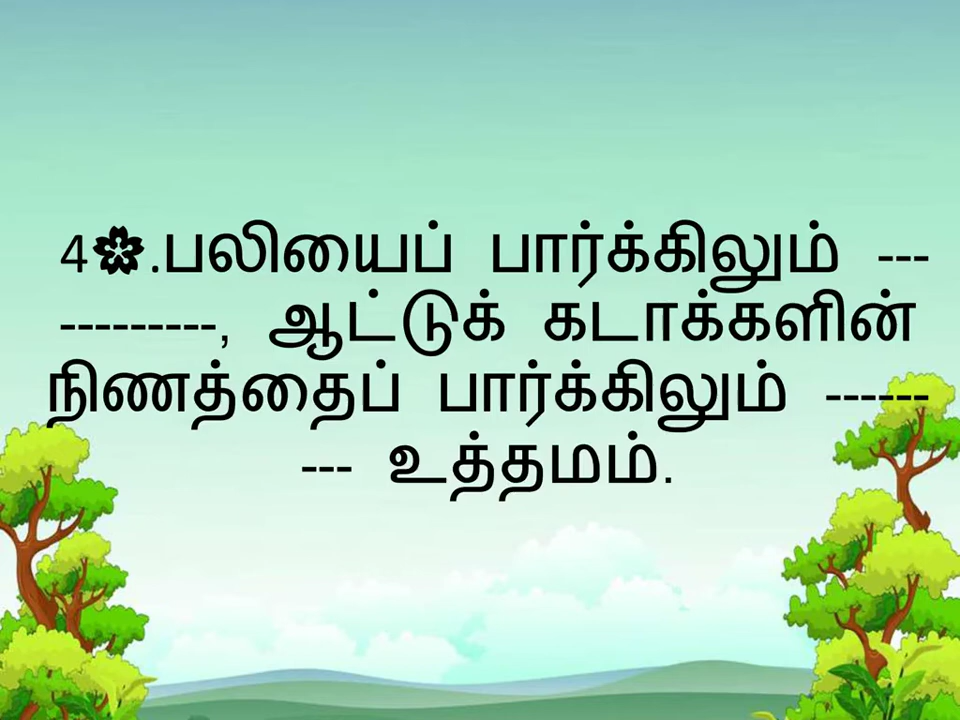 4🌸.பலியைப் பார்க்கிலும் ---
---------, ஆட்டுக் கடாக்களின்
நிணத்தைப் பார்க்கிலும் ------
--- உத்தமம்.